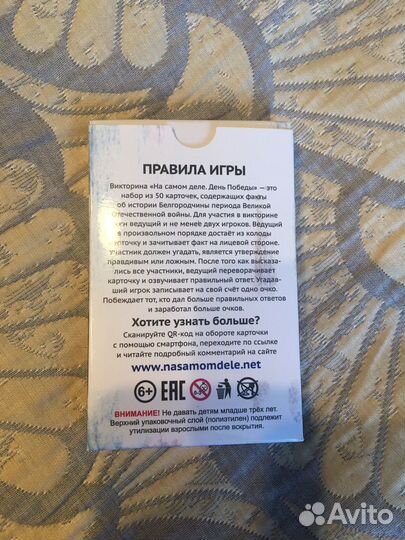 ПРАВИЛА ИГРЫ
Викторина «На самом деле. День Победы» — это
набор из 50 карточек, содержащих факты
об истории Белгородчины периода Великой
Отечественной войны. Для участия в викторине
ведущий и не менее двух игроков. Ведущий
в произвольном порядке достаёт из колоды
карточку и зачитывает факт на лицевой стороне.
Участник должен угадать, является утверждение
правдивым или ложным. После того как высказа-
лись все участники, ведущий переворачивает
карточку и озвучивает правильный ответ. Угадав-
ший игрок записывает на свой счёт одно очко.
Побеждает тот, кто дал больше правильных ответов
и заработал больше очков.
Хотите узнать больше?
Сканируйте QR-код на обороте карточки
с помощью смартфона, переходите по ссылке
и читайте подробный комментарий на сайте
www.nasamomdele.net
6+ EAC 0-3
ВНИМАНИЕ! Не давать детям младше трёх лет.
Верхний упаковочный слой (полиэтилен) подлежит
утилизации взрослыми после вскрытия.
Avito